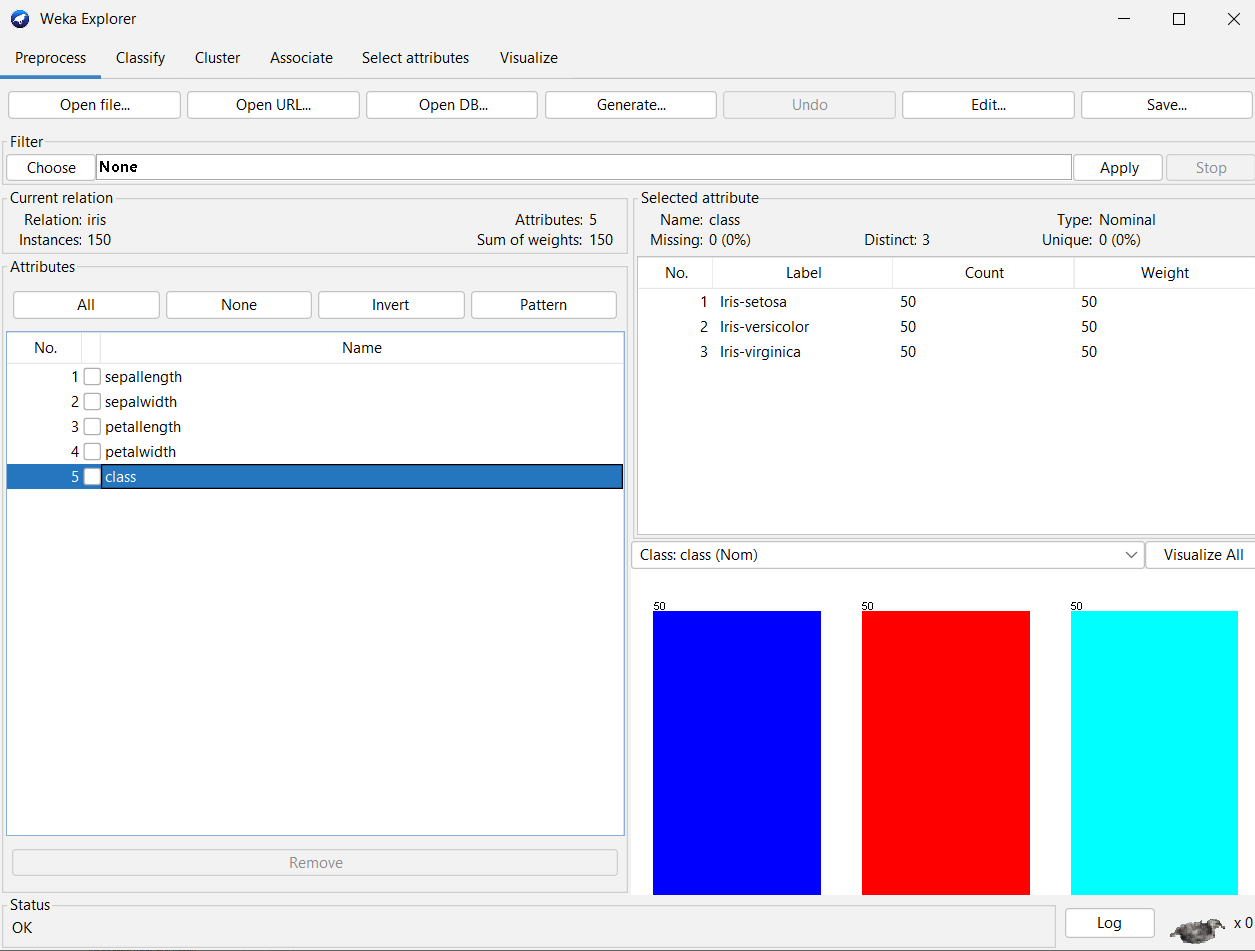 Weka Explorer
Preprocess Classify Cluster Associate Select attributes Visualize
Open file... Open URL... Open DB... Generate... Undo Edit... Save...
Filter
Choose None Apply Stop
Current relation
Relation: iris Attributes: 5
Instances: 150 Sum of weights: 150
Attributes
All None Invert Pattern
No. Name
1 sepallength
2 sepalwidth
3 petallength
4 petalwidth
5 class
Remove
Selected attribute
Name: class Type: Nominal
Missing: 0 (0%) Distinct: 3 Unique: 0 (0%)
No. Label Count Weight
1 Iris-setosa 50 50
2 Iris-versicolor 50 50
3 Iris-virginica 50 50
Class: class (Nom) Visualize All
50 50 50
Status
OK
Log x 0